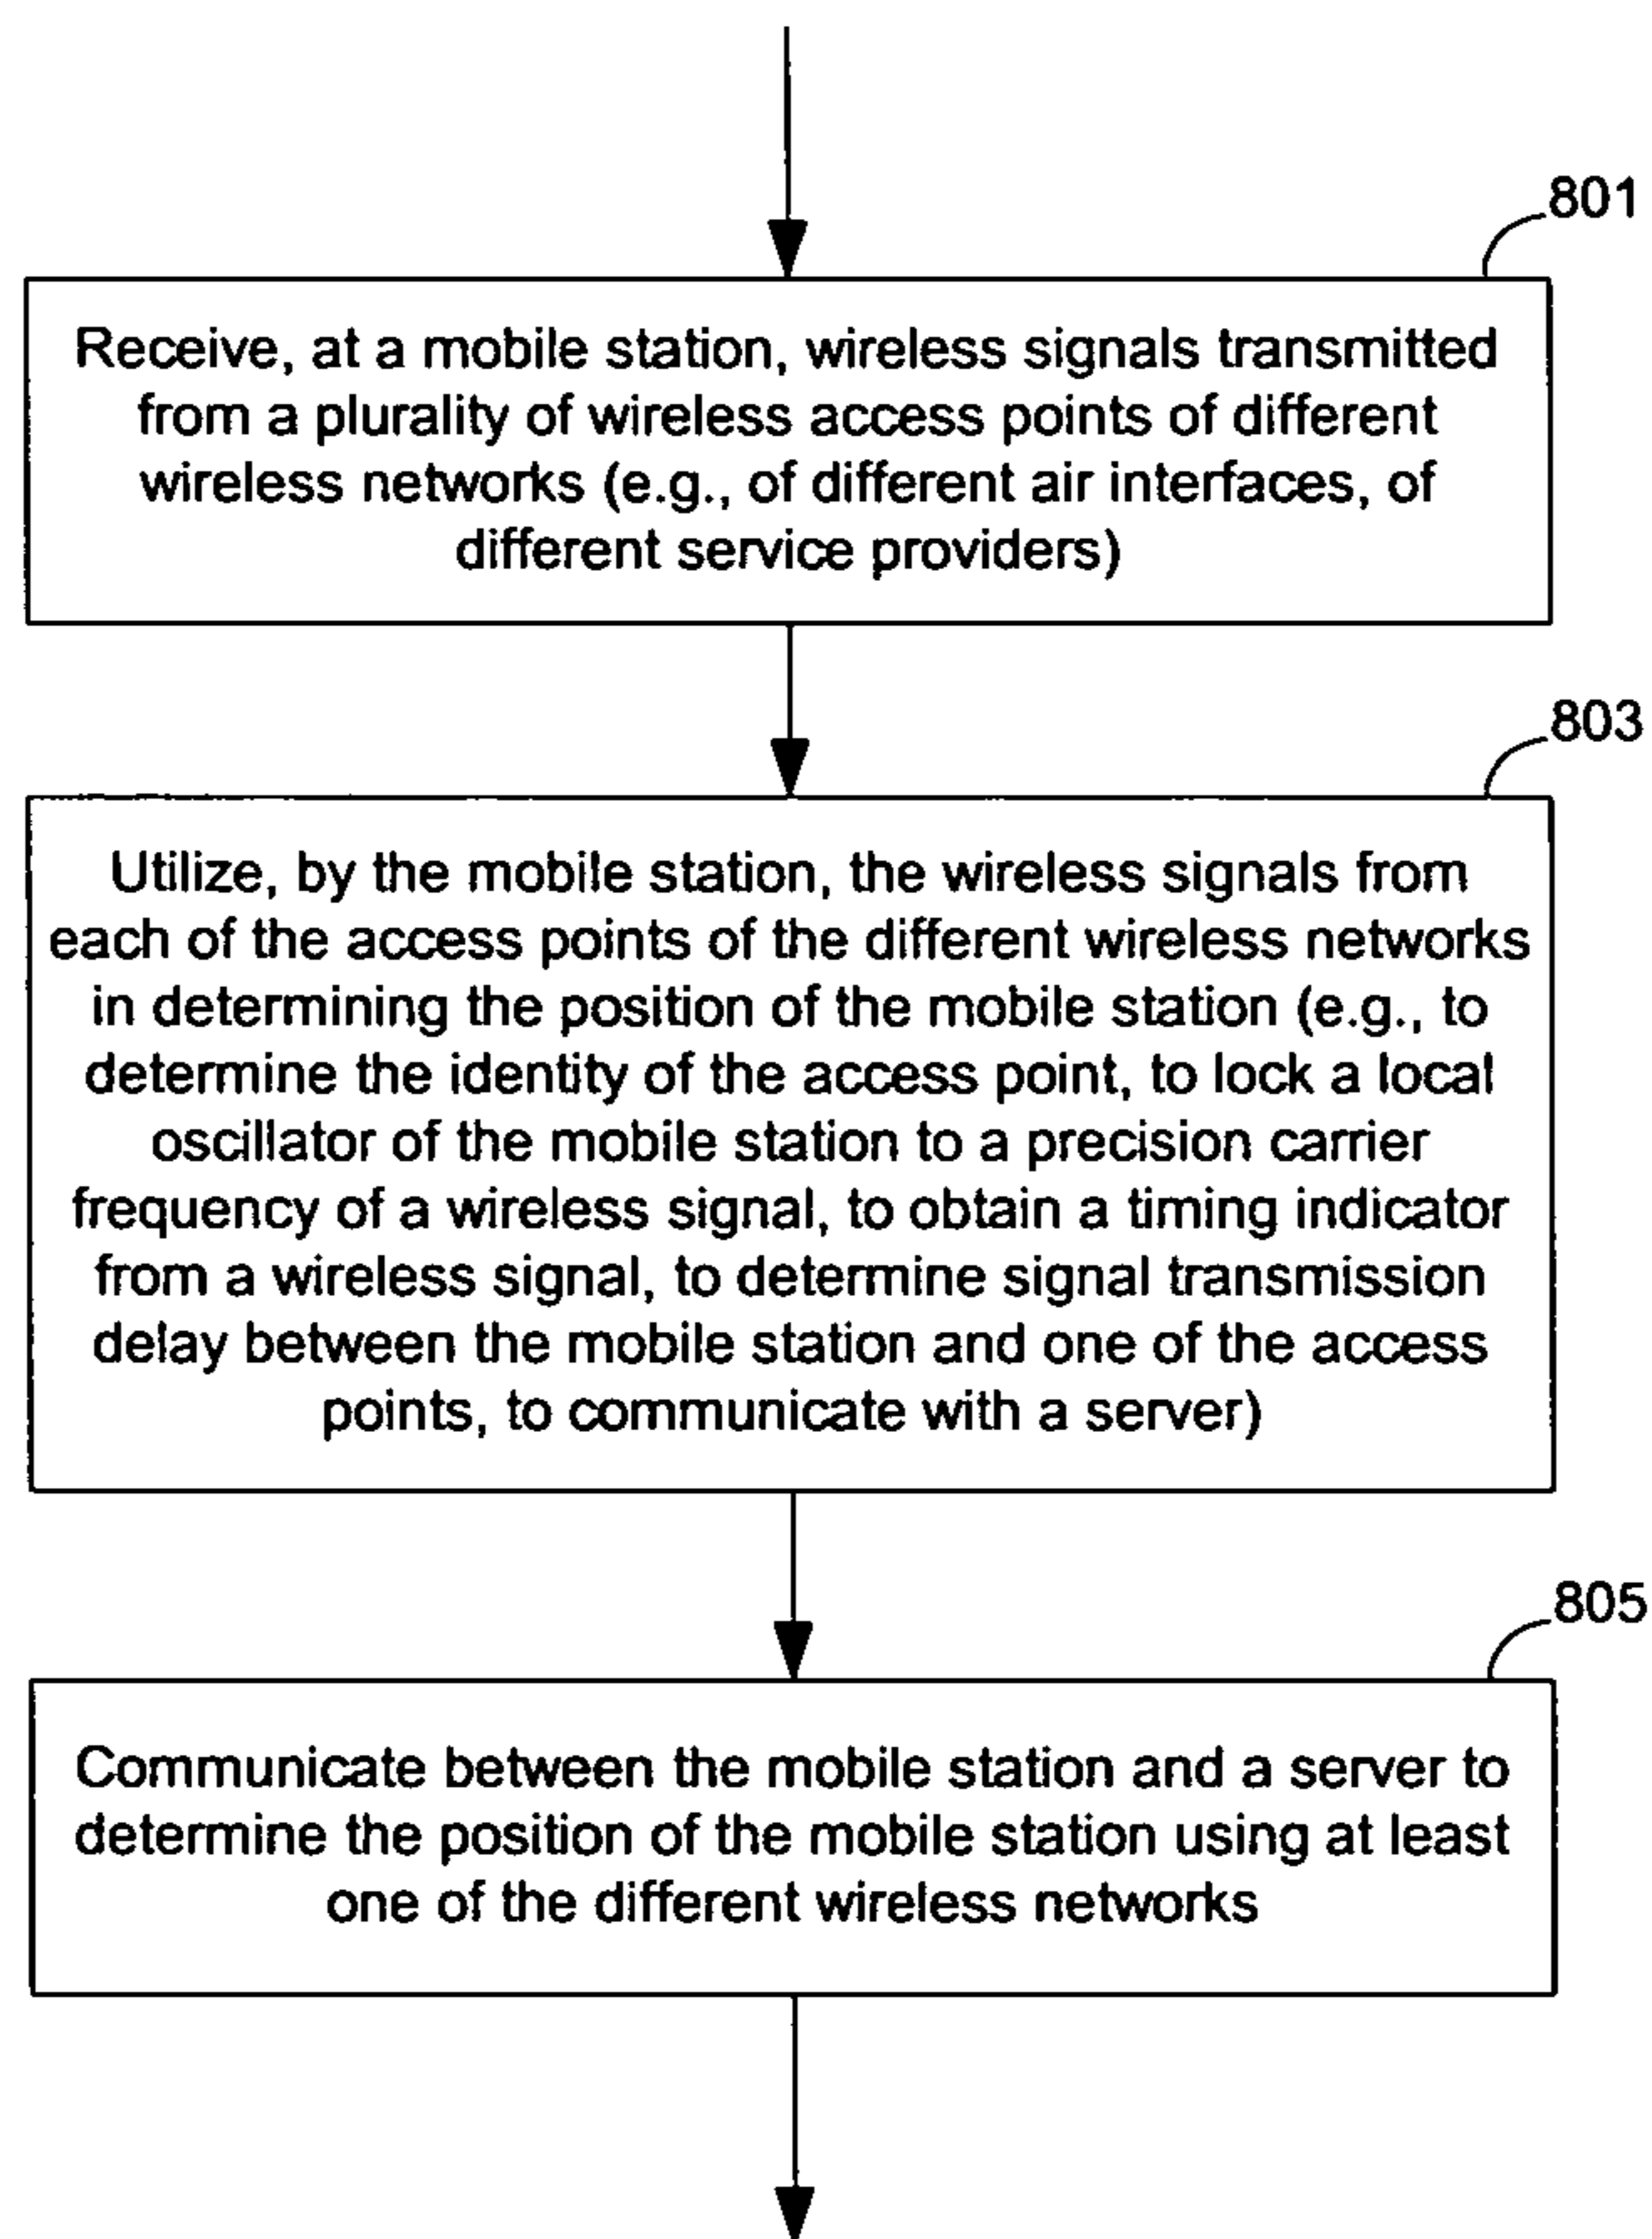 801
Receive, at a mobile station, wireless signals transmitted
from a plurality of wireless access points of different
wireless networks (e.g., of different air interfaces, of
different service providers)
803
Utilize, by the mobile station, the wireless signals from
each of the access points of the different wireless networks
in determining the position of the mobile station (e.g., to
determine the identity of the access point, to lock a local
oscillator of the mobile station to a precision carrier
frequency of a wireless signal, to obtain a timing indicator
from a wireless signal, to determine signal transmission
delay between the mobile station and one of the access
points, to communicate with a server)
805
Communicate between the mobile station and a server to
determine the position of the mobile station using at least
one of the different wireless networks